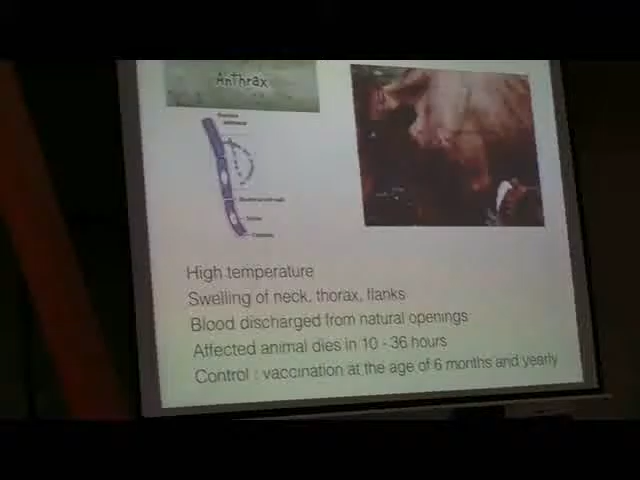 Anthrax
High temperature
Swelling of neck, thorax, flanks
Blood discharged from natural openings
Affected animal dies in 10 - 36 hours
Control : vaccination at the age of 6 months and yearly